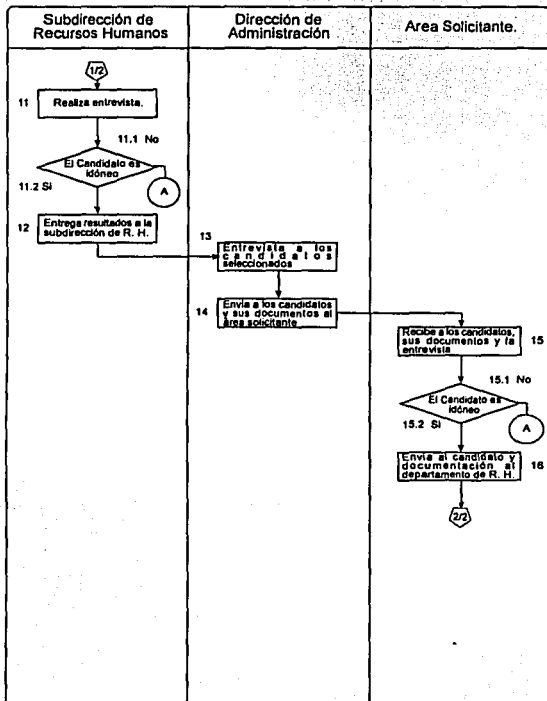 Subdirección de
Recursos Humanos
Dirección de
Administración
Area Solicitante.
1/2
11
Realiza entrevista.
11.1 No
El Candidato es
idóneo
A
11.2 Si
12
Entrega resultados a la
subdirección de R. H.
13
Entrevista a los
candidatos
seleccionados
14
Envía a los candidatos
y sus documentos al
área solicitante
Recibe a los candidatos,
sus documentos y la
entrevista
15
15.1 No
El Candidato es
idóneo
A
15.2 Si
Envía al candidato y
documentación al
departamento de R. H.
16
2/2